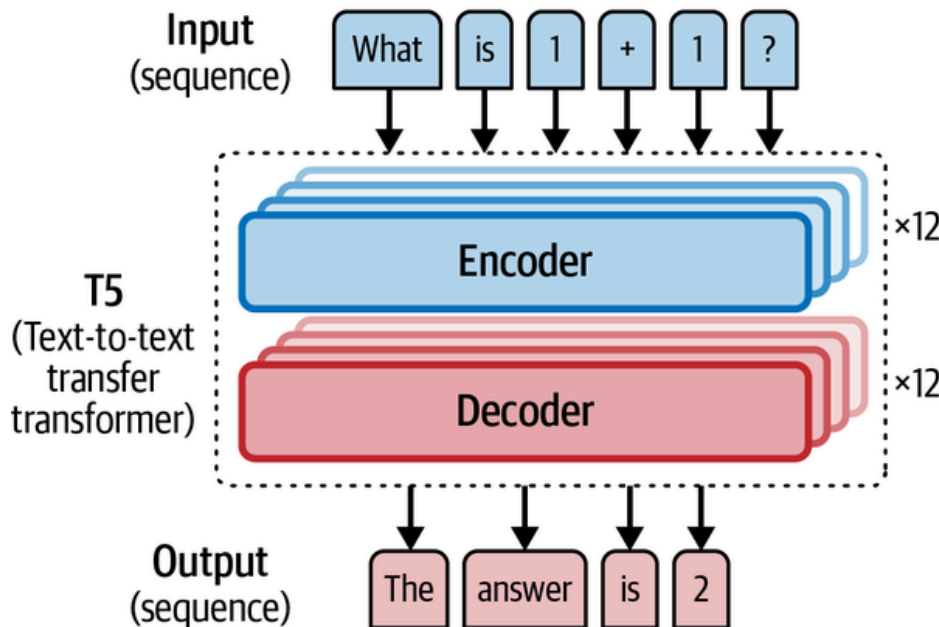 Input
(sequence)
What is 1 + 1 ?
Encoder
×12
T5
(Text-to-text
transfer
transformer)
Decoder
×12
Output
(sequence)
The answer is 2